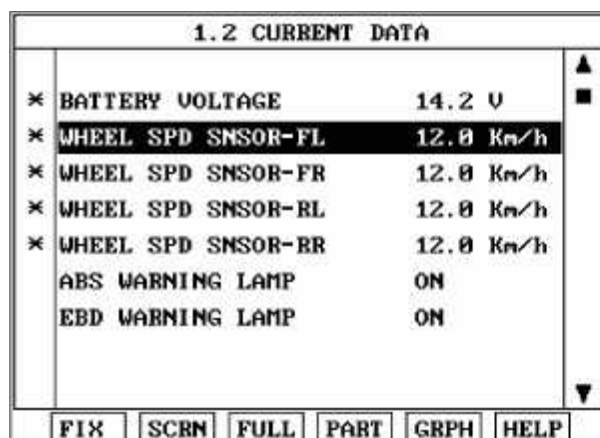 1.2 CURRENT DATA
* BATTERY VOLTAGE 14.2 V
* WHEEL SPD SNSOR-FL 12.0 Km/h
* WHEEL SPD SNSOR-FR 12.0 Km/h
* WHEEL SPD SNSOR-RL 12.0 Km/h
* WHEEL SPD SNSOR-RR 12.0 Km/h
ABS WARNING LAMP ON
EBD WARNING LAMP ON
FIX SCRN FULL PART GRPH HELP